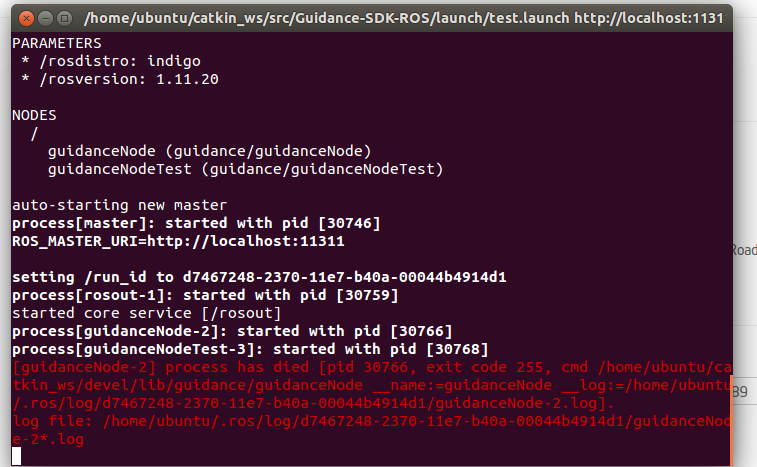 /home/ubuntu/catkin_ws/src/Guidance-SDK-ROS/launch/test.launch http://localhost:1131
PARAMETERS
 * /rosdistro: indigo
 * /rosversion: 1.11.20
NODES
  /
    guidanceNode (guidance/guidanceNode)
    guidanceNodeTest (guidance/guidanceNodeTest)
auto-starting new master
process[master]: started with pid [30746]
ROS_MASTER_URI=http://localhost:11311
setting /run_id to d7467248-2370-11e7-b40a-00044b4914d1
process[rosout-1]: started with pid [30759]
started core service [/rosout]
process[guidanceNode-2]: started with pid [30766]
process[guidanceNodeTest-3]: started with pid [30768]
[guidanceNode-2] process has died [pid 30766, exit code 255, cmd /home/ubuntu/ca
tkin_ws/devel/lib/guidance/guidanceNode __name:=guidanceNode __log:=/home/ubuntu
/.ros/log/d7467248-2370-11e7-b40a-00044b4914d1/guidanceNode-2.log].
log file: /home/ubuntu/.ros/log/d7467248-2370-11e7-b40a-00044b4914d1/guidanceNod
e-2*.log
Road
89